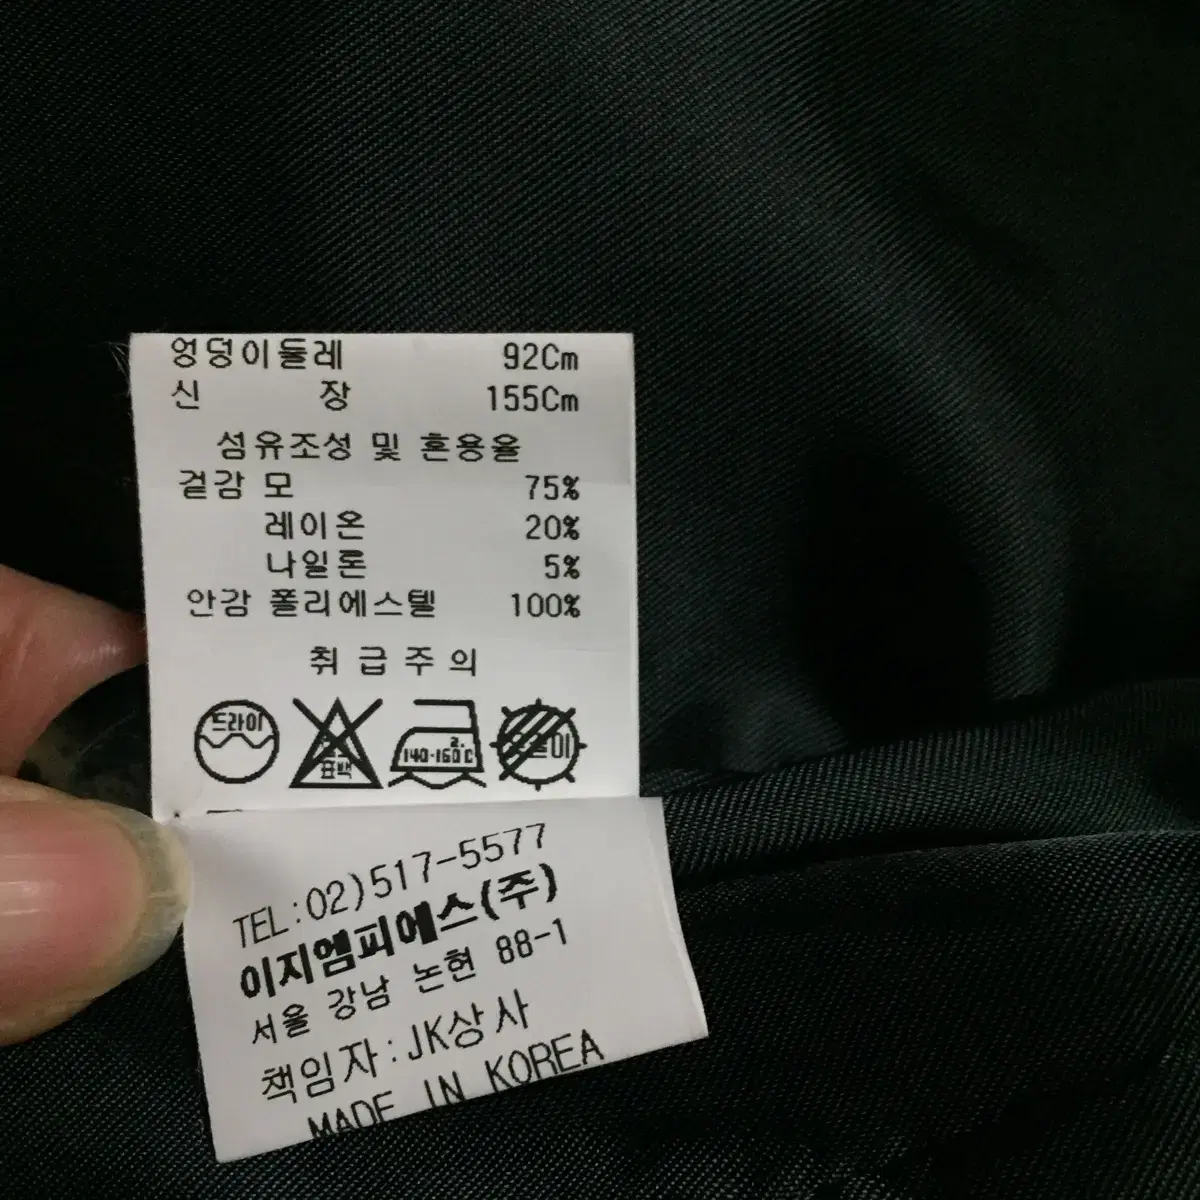 엉덩이둘레 92Cm
신 장 155Cm
섬유조성 및 혼용율
겉감 모 75%
레이온 20%
나일론 5%
안감 폴리에스텔 100%
취급주의
드라이
표백
2.
140-160℃
TEL:02)517-5577
이지엠피에스(주)
서울 강남 논현 88-1
책임자:JK상사
MADE IN KOREA